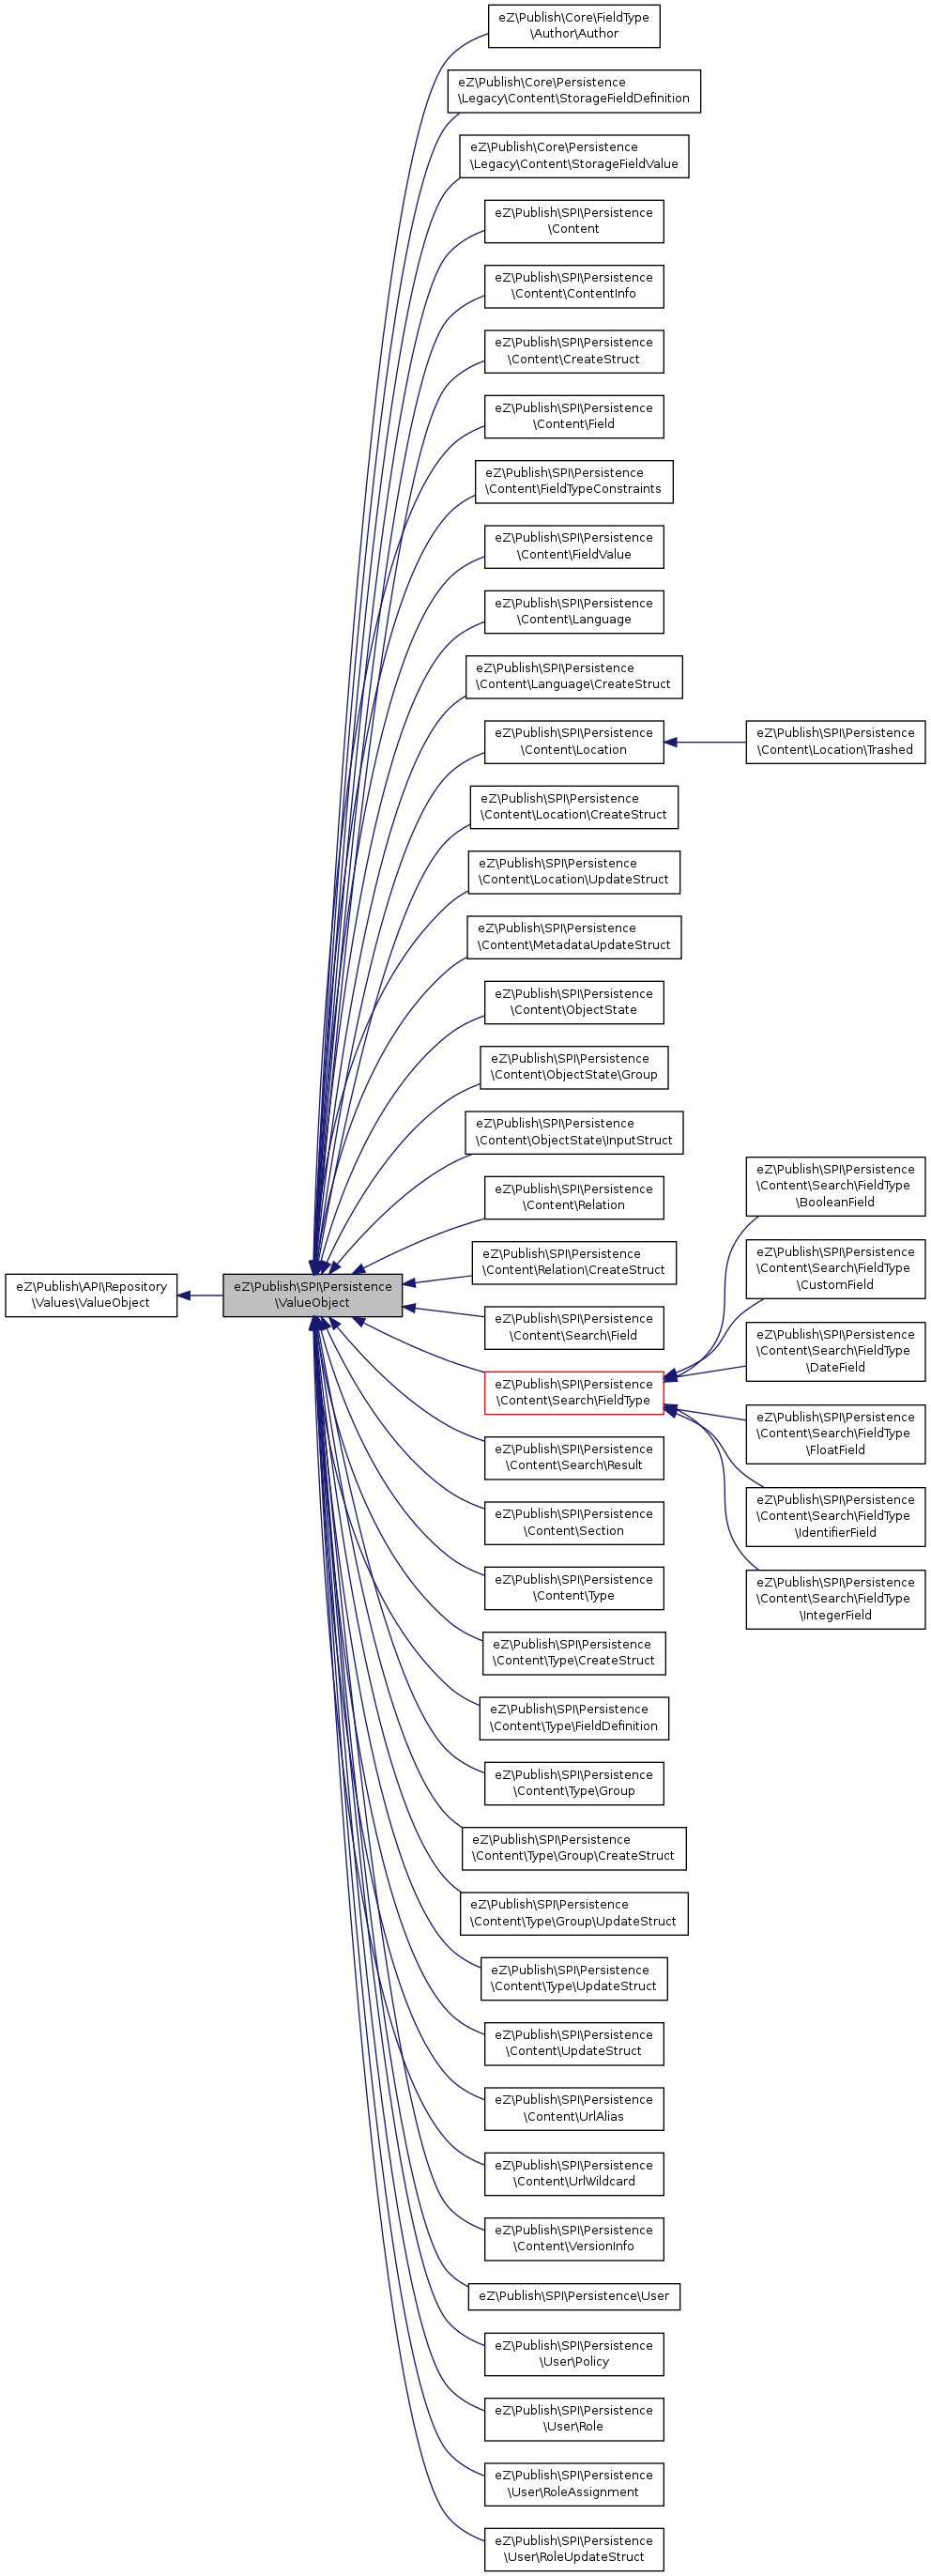 eZ\Publish\Core\FieldType
\Author\Author
eZ\Publish\Core\Persistence
\Legacy\Content\StorageFieldDefinition
eZ\Publish\Core\Persistence
\Legacy\Content\StorageFieldValue
eZ\Publish\SPI\Persistence
\Content
eZ\Publish\SPI\Persistence
\Content\ContentInfo
eZ\Publish\SPI\Persistence
\Content\CreateStruct
eZ\Publish\SPI\Persistence
\Content\Field
eZ\Publish\SPI\Persistence
\Content\FieldTypeConstraints
eZ\Publish\SPI\Persistence
\Content\FieldValue
eZ\Publish\SPI\Persistence
\Content\Language
eZ\Publish\SPI\Persistence
\Content\Language\CreateStruct
eZ\Publish\SPI\Persistence
\Content\Location
eZ\Publish\SPI\Persistence
\Content\Location\Trashed
eZ\Publish\SPI\Persistence
\Content\Location\CreateStruct
eZ\Publish\SPI\Persistence
\Content\Location\UpdateStruct
eZ\Publish\SPI\Persistence
\Content\MetadataUpdateStruct
eZ\Publish\SPI\Persistence
\Content\ObjectState
eZ\Publish\SPI\Persistence
\Content\ObjectState\Group
eZ\Publish\SPI\Persistence
\Content\ObjectState\InputStruct
eZ\Publish\SPI\Persistence
\Content\Relation
eZ\Publish\API\Repository
\Values\ValueObject
eZ\Publish\SPI\Persistence
\ValueObject
eZ\Publish\SPI\Persistence
\Content\Relation\CreateStruct
eZ\Publish\SPI\Persistence
\Content\Search\Field
eZ\Publish\SPI\Persistence
\Content\Search\FieldType
eZ\Publish\SPI\Persistence
\Content\Search\FieldType
\BooleanField
eZ\Publish\SPI\Persistence
\Content\Search\FieldType
\CustomField
eZ\Publish\SPI\Persistence
\Content\Search\FieldType
\DateField
eZ\Publish\SPI\Persistence
\Content\Search\FieldType
\FloatField
eZ\Publish\SPI\Persistence
\Content\Search\FieldType
\IdentifierField
eZ\Publish\SPI\Persistence
\Content\Search\FieldType
\IntegerField
eZ\Publish\SPI\Persistence
\Content\Search\Result
eZ\Publish\SPI\Persistence
\Content\Section
eZ\Publish\SPI\Persistence
\Content\Type
eZ\Publish\SPI\Persistence
\Content\Type\CreateStruct
eZ\Publish\SPI\Persistence
\Content\Type\FieldDefinition
eZ\Publish\SPI\Persistence
\Content\Type\Group
eZ\Publish\SPI\Persistence
\Content\Type\Group\CreateStruct
eZ\Publish\SPI\Persistence
\Content\Type\Group\UpdateStruct
eZ\Publish\SPI\Persistence
\Content\Type\UpdateStruct
eZ\Publish\SPI\Persistence
\Content\UpdateStruct
eZ\Publish\SPI\Persistence
\Content\UrlAlias
eZ\Publish\SPI\Persistence
\Content\UrlWildcard
eZ\Publish\SPI\Persistence
\Content\VersionInfo
eZ\Publish\SPI\Persistence\User
eZ\Publish\SPI\Persistence
\User\Policy
eZ\Publish\SPI\Persistence
\User\Role
eZ\Publish\SPI\Persistence
\User\RoleAssignment
eZ\Publish\SPI\Persistence
\User\RoleUpdateStruct